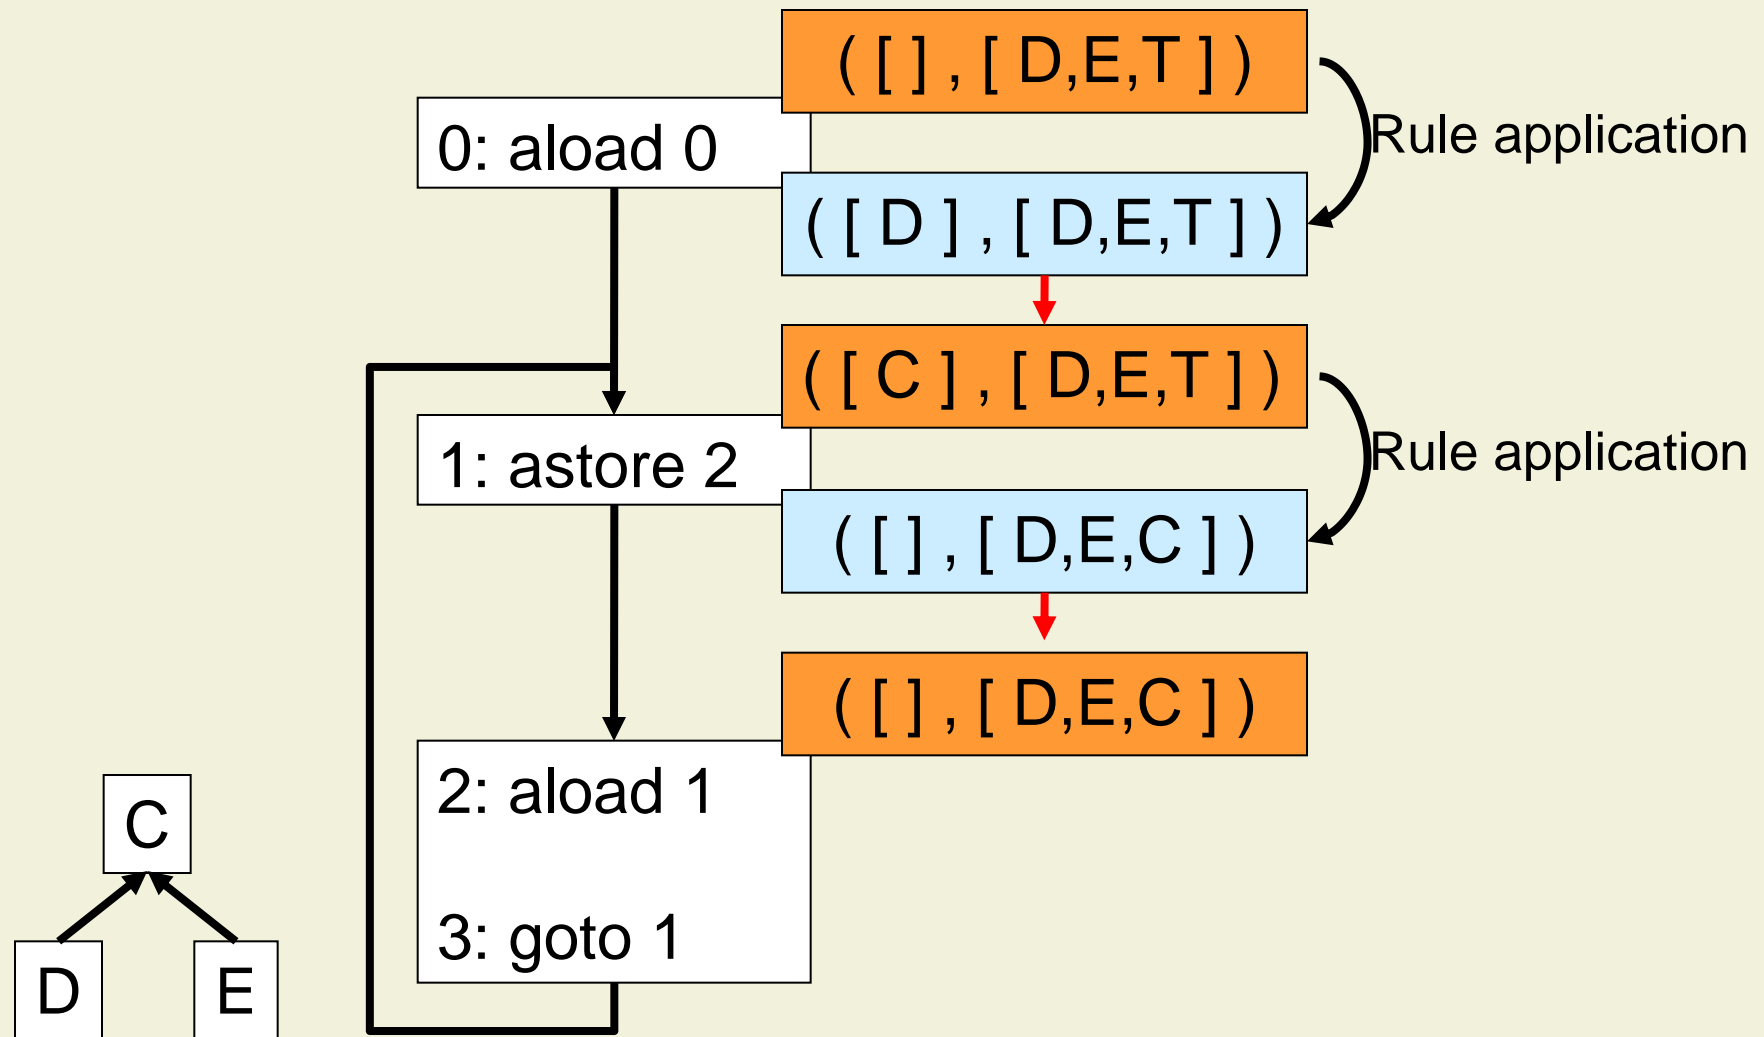 ( [ ] , [ D,E,T ] )
0: aload 0
Rule application
( [ D ] , [ D,E,T ] )
( [ C ] , [ D,E,T ] )
1: astore 2
Rule application
( [ ] , [ D,E,C ] )
( [ ] , [ D,E,C ] )
2: aload 1
3: goto 1
C
D
E